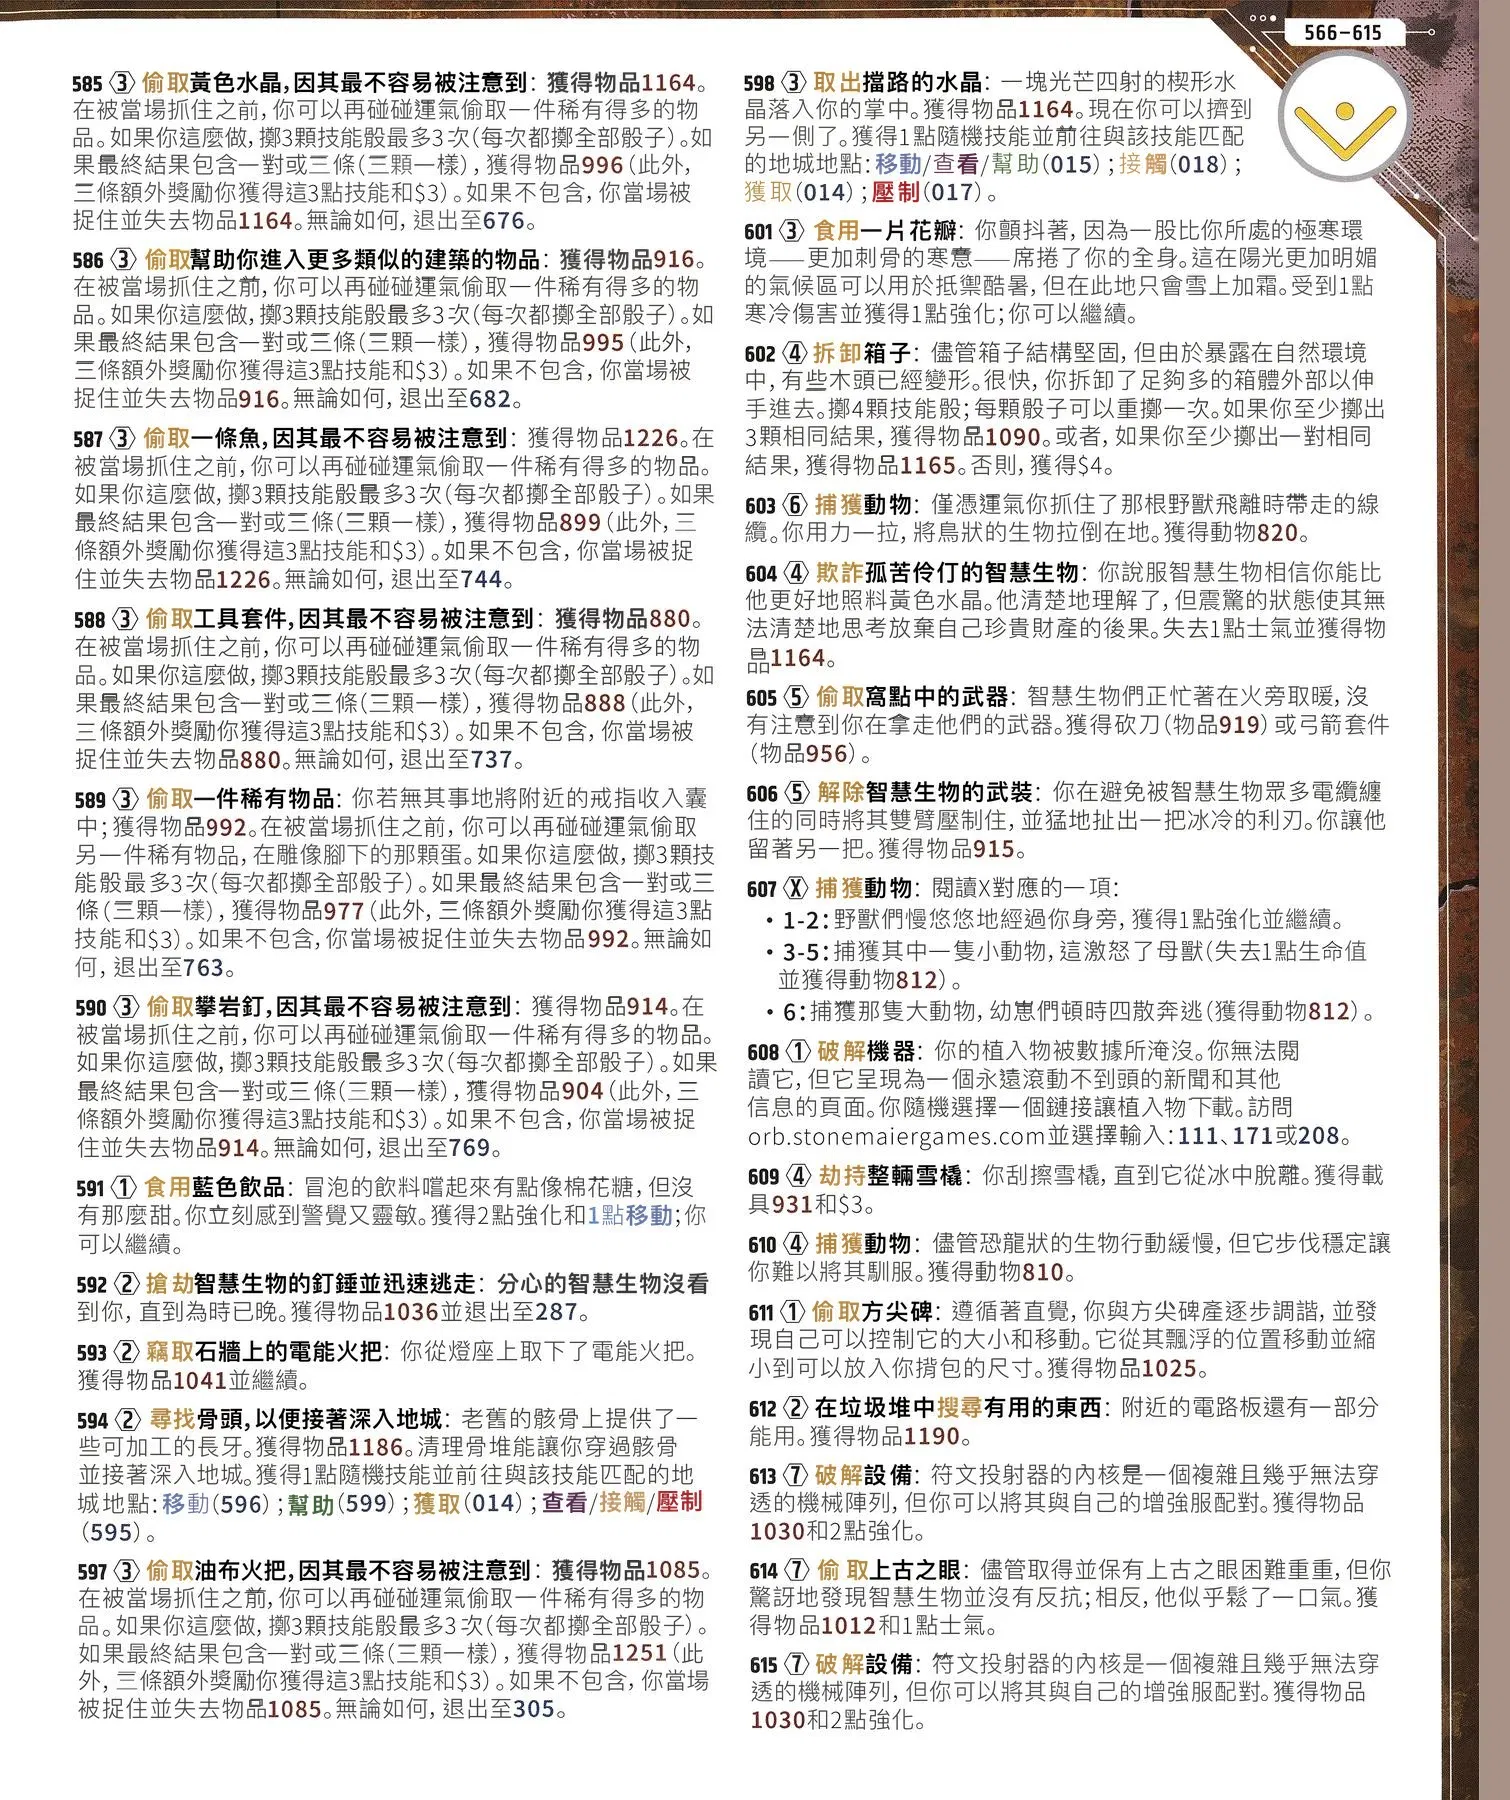 566–615
585 3 偷取黃色水晶，因其最不容易被注意到：獲得物品1164。
在被當場抓住之前，你可以再碰碰運氣偷取一件稀有得多的物
品。如果你這麼做，擲3顆技能骰最多3次（每次都擲全部骰子）。如
果最終結果包含一對或三條（三顆一樣），獲得物品996（此外，
三條額外獎勵你獲得這3點技能和$3）。如果不包含，你當場被
捉住並失去物品1164。無論如何，退出至676。
586 3 偷取幫助你進入更多類似的建築的物品：獲得物品916。
在被當場抓住之前，你可以再碰碰運氣偷取一件稀有得多的物
品。如果你這麼做，擲3顆技能骰最多3次（每次都擲全部骰子）。如
果最終結果包含一對或三條（三顆一樣），獲得物品995（此外，
三條額外獎勵你獲得這3點技能和$3）。如果不包含，你當場被
捉住並失去物品916。無論如何，退出至682。
587 3 偷取一條魚，因其最不容易被注意到：獲得物品1226。在
被當場抓住之前，你可以再碰碰運氣偷取一件稀有得多的物品。
如果你這麼做，擲3顆技能骰最多3次（每次都擲全部骰子）。如果
最終結果包含一對或三條（三顆一樣），獲得物品899（此外，三
條額外獎勵你獲得這3點技能和$3）。如果不包含，你當場被捉
住並失去物品1226。無論如何，退出至744。
588 3 偷取工具套件，因其最不容易被注意到：獲得物品880。
在被當場抓住之前，你可以再碰碰運氣偷取一件稀有得多的物
品。如果你這麼做，擲3顆技能骰最多3次（每次都擲全部骰子）。如
果最終結果包含一對或三條（三顆一樣），獲得物品888（此外，
三條額外獎勵你獲得這3點技能和$3）。如果不包含，你當場被
捉住並失去物品880。無論如何，退出至737。
589 3 偷取一件稀有物品：你若無其事地將附近的戒指收入囊
中；獲得物品992。在被當場抓住之前，你可以再碰碰運氣偷取
另一件稀有物品，在雕像腳下的那顆蛋。如果你這麼做，擲3顆技
能骰最多3次（每次都擲全部骰子）。如果最終結果包含一對或三
條（三顆一樣），獲得物品977（此外，三條額外獎勵你獲得這3點
技能和$3）。如果不包含，你當場被捉住並失去物品992。無論如
何，退出至763。
590 3 偷取攀岩釘，因其最不容易被注意到：獲得物品914。在
被當場抓住之前，你可以再碰碰運氣偷取一件稀有得多的物品。
如果你這麼做，擲3顆技能骰最多3次（每次都擲全部骰子）。如果
最終結果包含一對或三條（三顆一樣），獲得物品904（此外，三
條額外獎勵你獲得這3點技能和$3）。如果不包含，你當場被捉
住並失去物品914。無論如何，退出至769。
591 1 食用藍色飲品：冒泡的飲料嚐起來有點像棉花糖，但沒
有那麼甜。你立刻感到警覺又靈敏。獲得2點強化和1點移動；你
可以繼續。
592 2 搶劫智慧生物的釘錘並迅速逃走：分心的智慧生物沒看
到你，直到為時已晚。獲得物品1036並退出至287。
593 2 竊取石牆上的電能火把：你從燈座上取下了電能火把。
獲得物品1041並繼續。
594 2 尋找骨頭，以便接著深入地城：老舊的骸骨上提供了一
些可加工的長牙。獲得物品1186。清理骨堆能讓你穿過骸骨
並接著深入地城。獲得1點隨機技能並前往與該技能匹配的地
城地點：移動（596）；幫助（599）；獲取（014）；查看/接觸/壓制
（595）。
597 3 偷取油布火把，因其最不容易被注意到：獲得物品1085。
在被當場抓住之前，你可以再碰碰運氣偷取一件稀有得多的物
品。如果你這麼做，擲3顆技能骰最多3次（每次都擲全部骰子）。
如果最終結果包含一對或三條（三顆一樣），獲得物品1251（此
外，三條額外獎勵你獲得這3點技能和$3）。如果不包含，你當場
被捉住並失去物品1085。無論如何，退出至305。
598 3 取出擋路的水晶：一塊光芒四射的楔形水
晶落入你的掌中。獲得物品1164。現在你可以擠到
另一側了。獲得1點隨機技能並前往與該技能匹配
的地城地點：移動/查看/幫助（015）；接觸（018）；
獲取（014）；壓制（017）。
601 3 食用一片花瓣：你顫抖著，因為一股比你所處的極寒環
境——更加刺骨的寒意——席捲了你的全身。這在陽光更加明媚
的氣候區可以用於抵禦酷暑，但在此地只會雪上加霜。受到1點
寒冷傷害並獲得1點強化；你可以繼續。
602 4 拆卸箱子：儘管箱子結構堅固，但由於暴露在自然環境
中，有些木頭已經變形。很快，你拆卸了足夠多的箱體外部以伸
手進去。擲4顆技能骰；每顆骰子可以重擲一次。如果你至少擲出
3顆相同結果，獲得物品1090。或者，如果你至少擲出一對相同
結果，獲得物品1165。否則，獲得$4。
603 6 捕獲動物：僅憑運氣你抓住了那根野獸飛離時帶走的線
纜。你用力一拉，將鳥狀的生物拉倒在地。獲得動物820。
604 4 欺詐孤苦伶仃的智慧生物：你說服智慧生物相信你能比
他更好地照料黃色水晶。他清楚地理解了，但震驚的狀態使其無
法清楚地思考放棄自己珍貴財產的後果。失去1點士氣並獲得物
品1164。
605 5 偷取窩點中的武器：智慧生物們正忙著在火旁取暖，沒
有注意到你在拿走他們的武器。獲得砍刀（物品919）或弓箭套件
（物品956）。
606 5 解除智慧生物的武裝：你在避免被智慧生物眾多電纜纏
住的同時將其雙臂壓制住，並猛地扯出一把冰冷的利刃。你讓他
留著另一把。獲得物品915。
607 X 捕獲動物：閱讀X對應的一項：
• 1-2：野獸們慢悠悠地經過你身旁，獲得1點強化並繼續。
• 3-5：捕獲其中一隻小動物，這激怒了母獸（失去1點生命值
並獲得動物812）。
• 6：捕獲那隻大動物，幼崽們頓時四散奔逃（獲得動物812）。
608 1 破解機器：你的植入物被數據所淹沒。你無法閱
讀它，但它呈現為一個永遠滾動不到頭的新聞和其他
信息的頁面。你隨機選擇一個鏈接讓植入物下載。訪問
orb.stonemaiergames.com並選擇輸入：111、171或208。
609 4 劫持整輛雪橇：你刮擦雪橇，直到它從冰中脫離。獲得載
具931和$3。
610 4 捕獲動物：儘管恐龍狀的生物行動緩慢，但它步伐穩定讓
你難以將其馴服。獲得動物810。
611 1 偷取方尖碑：遵循著直覺，你與方尖碑產逐步調諧，並發
現自己可以控制它的大小和移動。它從其飄浮的位置移動並縮
小到可以放入你揹包的尺寸。獲得物品1025。
612 2 在垃圾堆中搜尋有用的東西：附近的電路板還有一部分
能用。獲得物品1190。
613 7 破解設備：符文投射器的內核是一個複雜且幾乎無法穿
透的機械陣列，但你可以將其與自己的增強服配對。獲得物品
1030和2點強化。
614 7 偷取上古之眼：儘管取得並保有上古之眼困難重重，但你
驚訝地發現智慧生物並沒有反抗；相反，他似乎鬆了一口氣。獲
得物品1012和1點士氣。
615 7 破解設備：符文投射器的內核是一個複雜且幾乎無法穿
透的機械陣列，但你可以將其與自己的增強服配對。獲得物品
1030和2點強化。